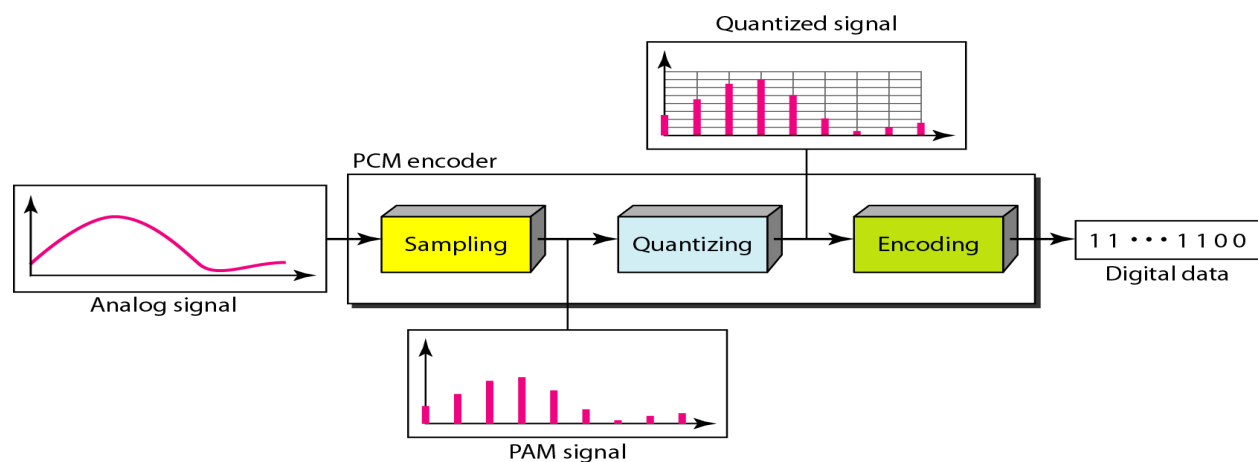 Quantized signal
PCM encoder
Sampling
Quantizing
Encoding
11 ··· 1100
Digital data
Analog signal
PAM signal